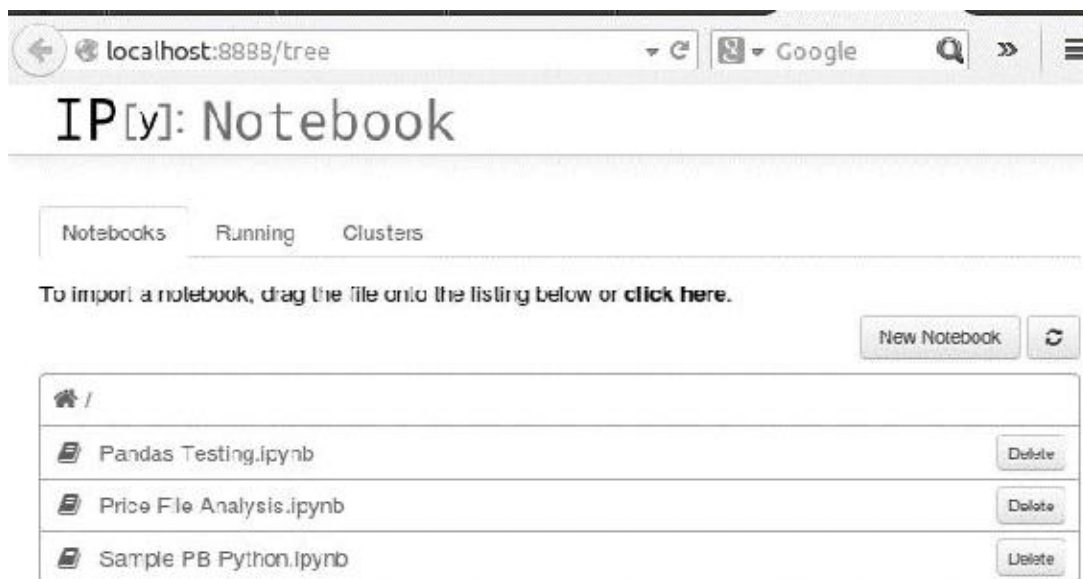 localhost:8888/tree Google
IP[y]: Notebook
Notebooks Running Clusters
To import a notebook, drag the file onto the listing below or click here.
New Notebook
/
Pandas Testing.ipynb Delete
Price File Analysis.ipynb Delete
Sample PB Python.ipynb Delete